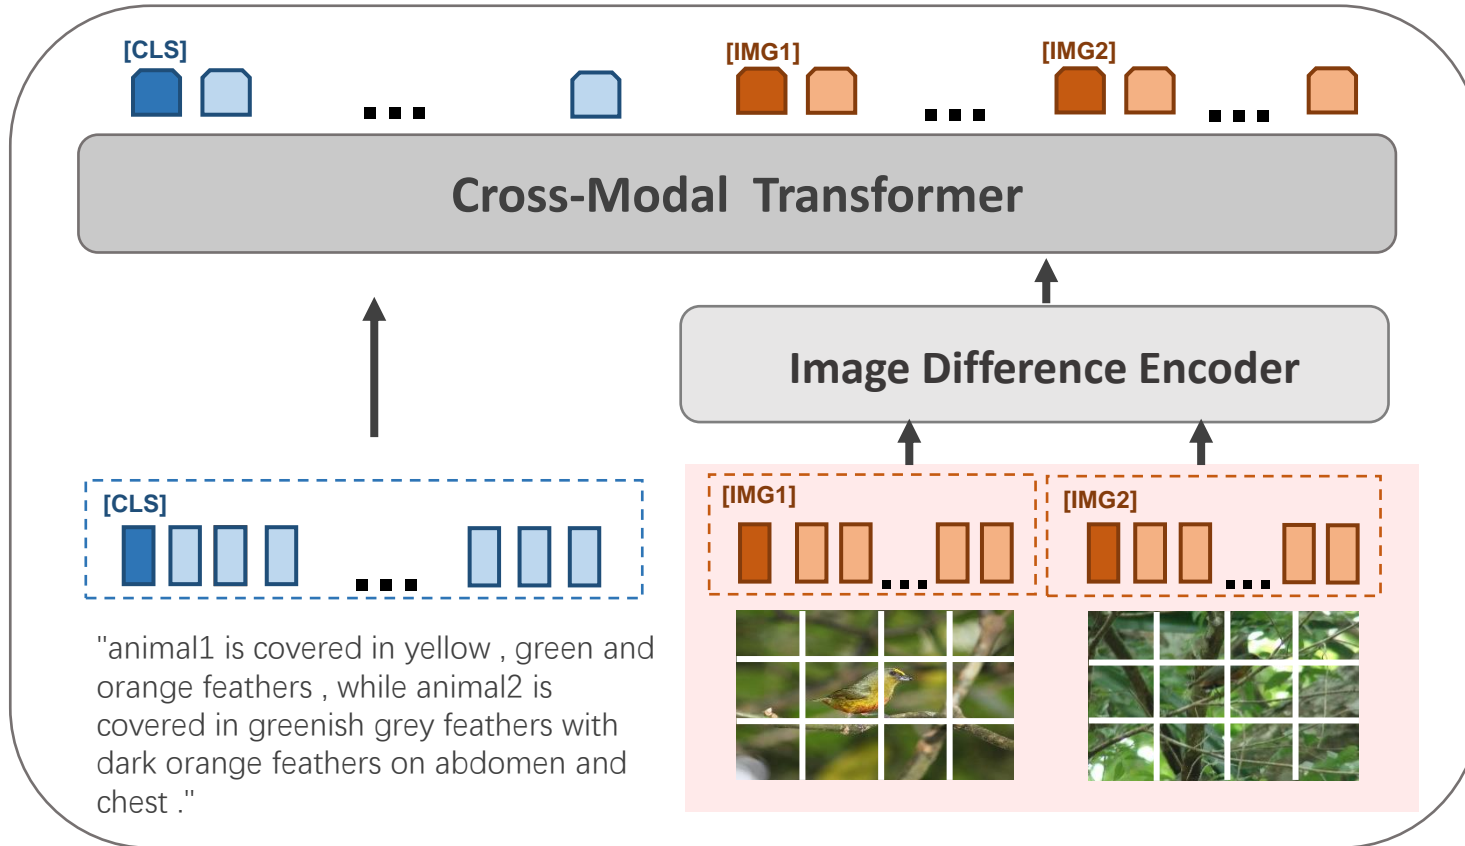 [CLS]
[IMG1]
[IMG2]
Cross-Modal Transformer
Image Difference Encoder
[CLS]
[IMG1]
[IMG2]
"animal1 is covered in yellow , green and
orange feathers , while animal2 is
covered in greenish grey feathers with
dark orange feathers on abdomen and
chest ."